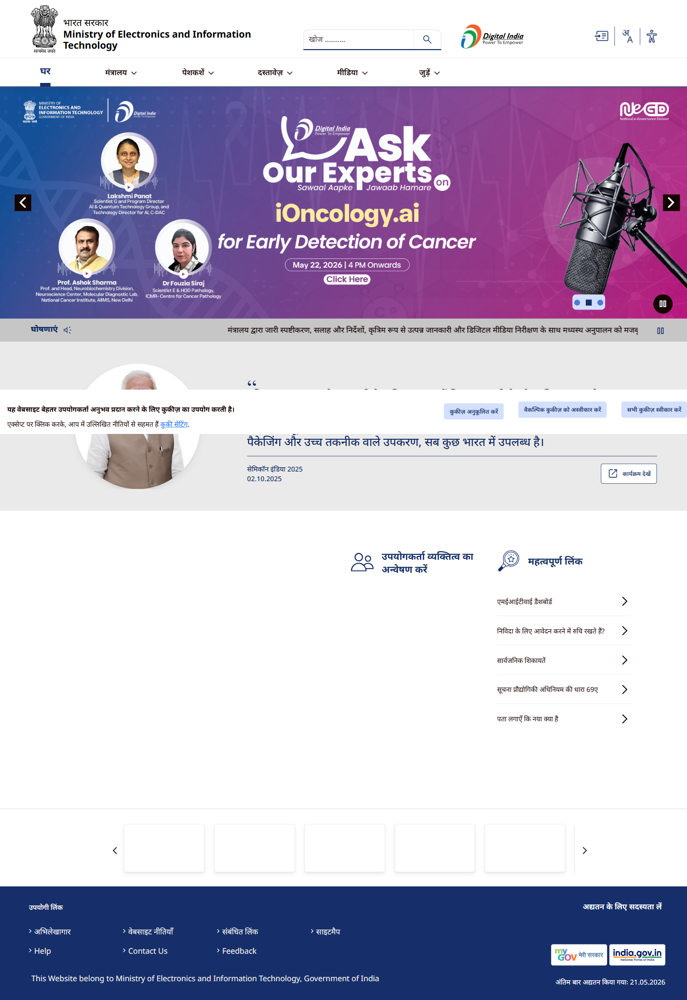 भारत सरकार
Ministry of Electronics and Information
Technology
सत्यमेव जयते
खोज ..........
Digital India
Power To Empower
अ
A
घर
मंत्रालय
पेशकशें
दस्तावेज़
मीडिया
जुड़ें
MINISTRY OF
ELECTRONICS AND
INFORMATION TECHNOLOGY
GOVERNMENT OF INDIA
सत्यमेव जयते
Digital India
Power To Empower
NeGD
National e-Governance Division
Digital India
Power To Empower
Ask
Our Experts on
Sawaal Aapke Jawaab Hamare
iOncology.ai
for Early Detection of Cancer
May 22, 2026 | 4 PM Onwards
Click Here
Lakshmi Panat
Scientist G and Program Director
AI & Quantum Technology Group, and
Technology Director for AI, C-DAC
Prof. Ashok Sharma
Prof. and Head, Neurobiochemistry Division,
Neuroscience Center, Molecular Diagnostic Lab,
National Cancer Institute, AIIMS, New Delhi
Dr Fouzia Siraj
Scientist E & HOD Pathology,
ICMR- Centre for Cancer Pathology
घोषणाएं
मंत्रालय द्वारा जारी स्पष्टीकरण, सलाह और निर्देशों, कृत्रिम रूप से उत्पन्न जानकारी और डिजिटल मीडिया निरीक्षण के साथ मध्यस्थ अनुपालन को
“
यह वेबसाइट बेहतर उपयोगकर्ता अनुभव प्रदान करने के लिए कुकीज़ का उपयोग करती है।
एक्सेप्ट पर क्लिक करके, आप में उल्लिखित नीतियों से सहमत हैं कुकी सेटिंग.
कुकीज़ अनुकूलित करें
वैकल्पिक कुकीज़ को अस्वीकार करें
सभी कुकीज़ स्वीकार करें
पैकेजिंग और उच्च तकनीक वाले उपकरण, सब कुछ भारत में उपलब्ध है।
सेमिकॉन इंडिया 2025
02.10.2025
कार्यक्रम देखें
उपयोगकर्ता व्यक्तित्व का
अन्वेषण करें
महत्वपूर्ण लिंक
एमईआईटीवाई डैशबोर्ड
निविदा के लिए आवेदन करने में रुचि रखते हैं?
सार्वजनिक शिकायतें
सूचना प्रौद्योगिकी अधिनियम की धारा 69ए
पता लगाएँ कि नया क्या है
उपयोगी लिंक
अद्यतन के लिए सदस्यता लें
अभिलेखागार
वेबसाइट नीतियाँ
संबंधित लिंक
साइटमैप
Help
Contact Us
Feedback
my
GOV मेरी सरकार
india.gov.in
National Portal of India
This Website belong to Ministry of Electronics and Information Technology, Government of India
अंतिम बार अद्यतन किया गया: 21.05.2026